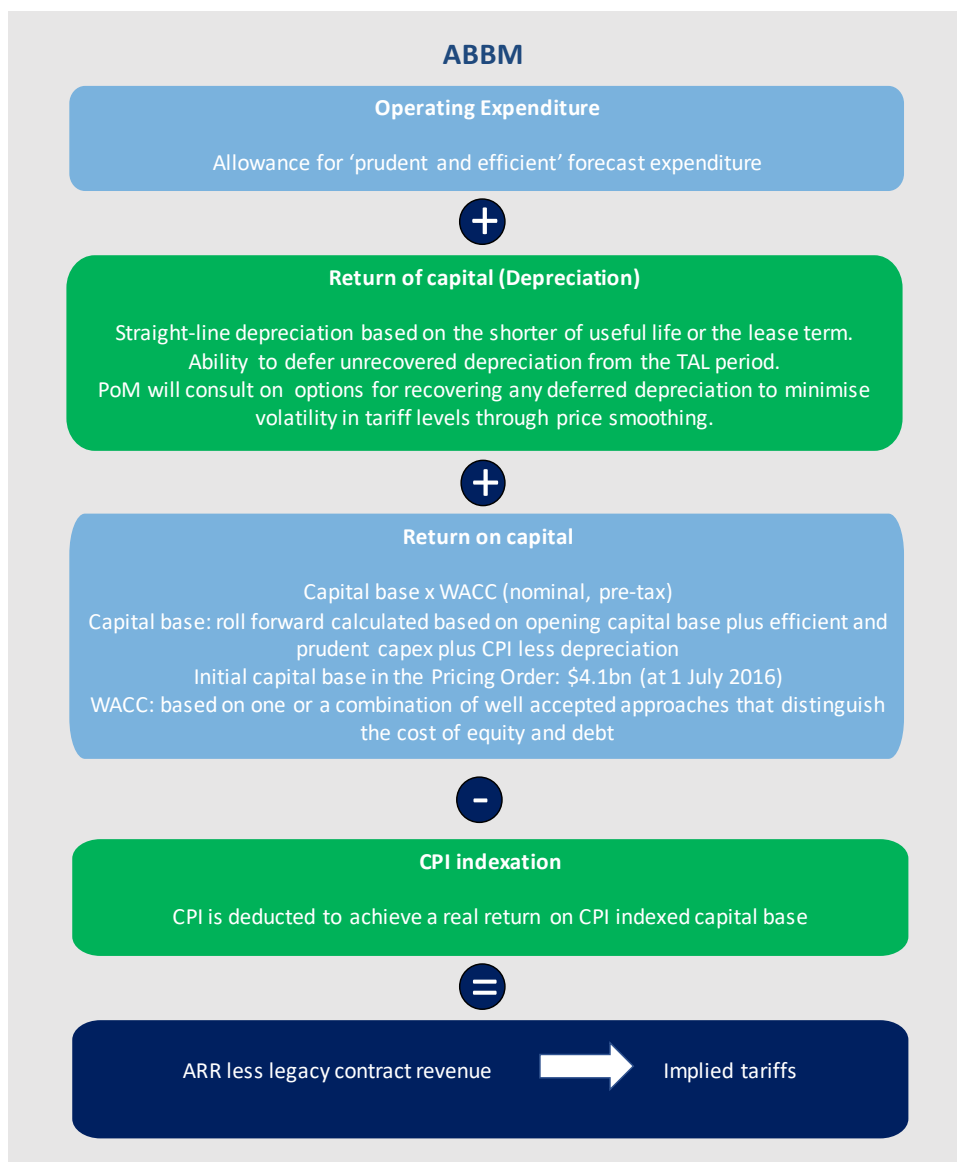 ABBM
Operating Expenditure
Allowance for ‘prudent and efficient’ forecast expenditure
+
Return of capital (Depreciation)
Straight-line depreciation based on the shorter of useful life or the lease term.
Ability to defer unrecovered depreciation from the TAL period.
PoM will consult on options for recovering any deferred depreciation to minimise
volatility in tariff levels through price smoothing.
+
Return on capital
Capital base x WACC (nominal, pre-tax)
Capital base: roll forward calculated based on opening capital base plus efficient and
prudent capex plus CPI less depreciation
Initial capital base in the Pricing Order: $4.1bn (at 1 July 2016)
WACC: based on one or a combination of well accepted approaches that distinguish
the cost of equity and debt
-
CPI indexation
CPI is deducted to achieve a real return on CPI indexed capital base
=
ARR less legacy contract revenue Implied tariffs